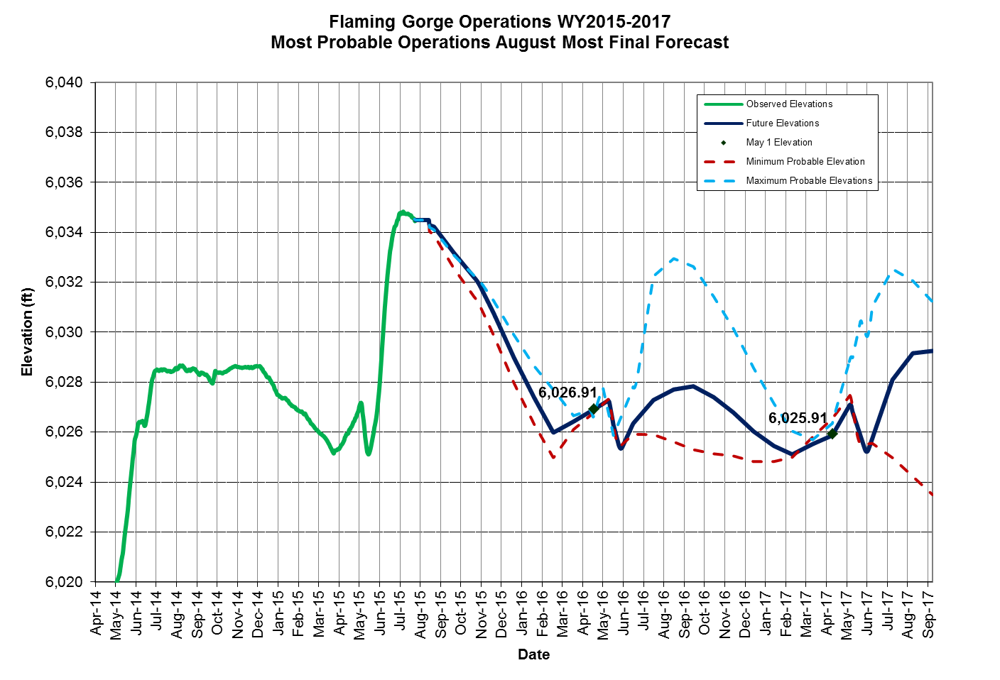 Flaming Gorge Operations WY2015-2017
Most Probable Operations August Most Final Forecast
6,040
6,038
6,036
6,034
6,032
6,030
6,028
6,026
6,024
6,022
6,020
Elevation (ft)
Observed Elevations
Future Elevations
May 1 Elevation
Minimum Probable Elevation
Maximum Probable Elevations
6,026.91
6,025.91
Apr-14
May-14
Jun-14
Jul-14
Aug-14
Sep-14
Oct-14
Nov-14
Dec-14
Jan-15
Feb-15
Mar-15
Apr-15
May-15
Jun-15
Jul-15
Aug-15
Sep-15
Oct-15
Nov-15
Dec-15
Jan-16
Feb-16
Mar-16
Apr-16
May-16
Jun-16
Jul-16
Aug-16
Sep-16
Oct-16
Nov-16
Dec-16
Jan-17
Feb-17
Mar-17
Apr-17
May-17
Jun-17
Jul-17
Aug-17
Sep-17
Date